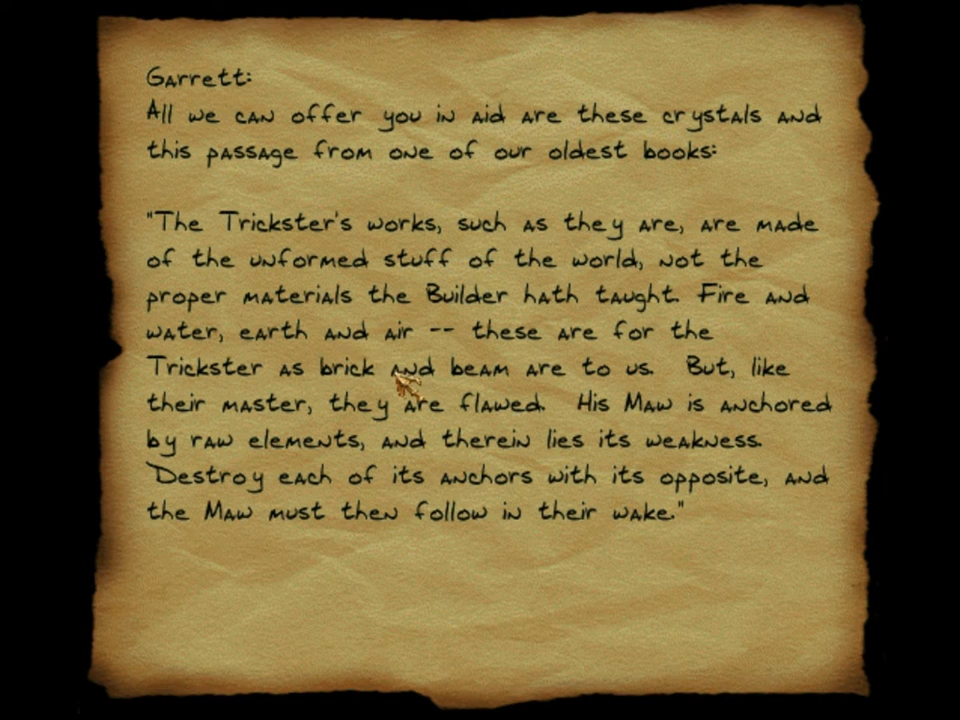 Garrett:
All we can offer you in aid are these crystals and
this passage from one of our oldest books:
"The Trickster's works, such as they are, are made
of the unformed stuff of the world, not the
proper materials the Builder hath taught. Fire and
water, earth and air -- these are for the
Trickster as brick and beam are to us. But, like
their master, they are flawed. His Maw is anchored
by raw elements, and therein lies its weakness.
Destroy each of its anchors with its opposite, and
the Maw must then follow in their wake."